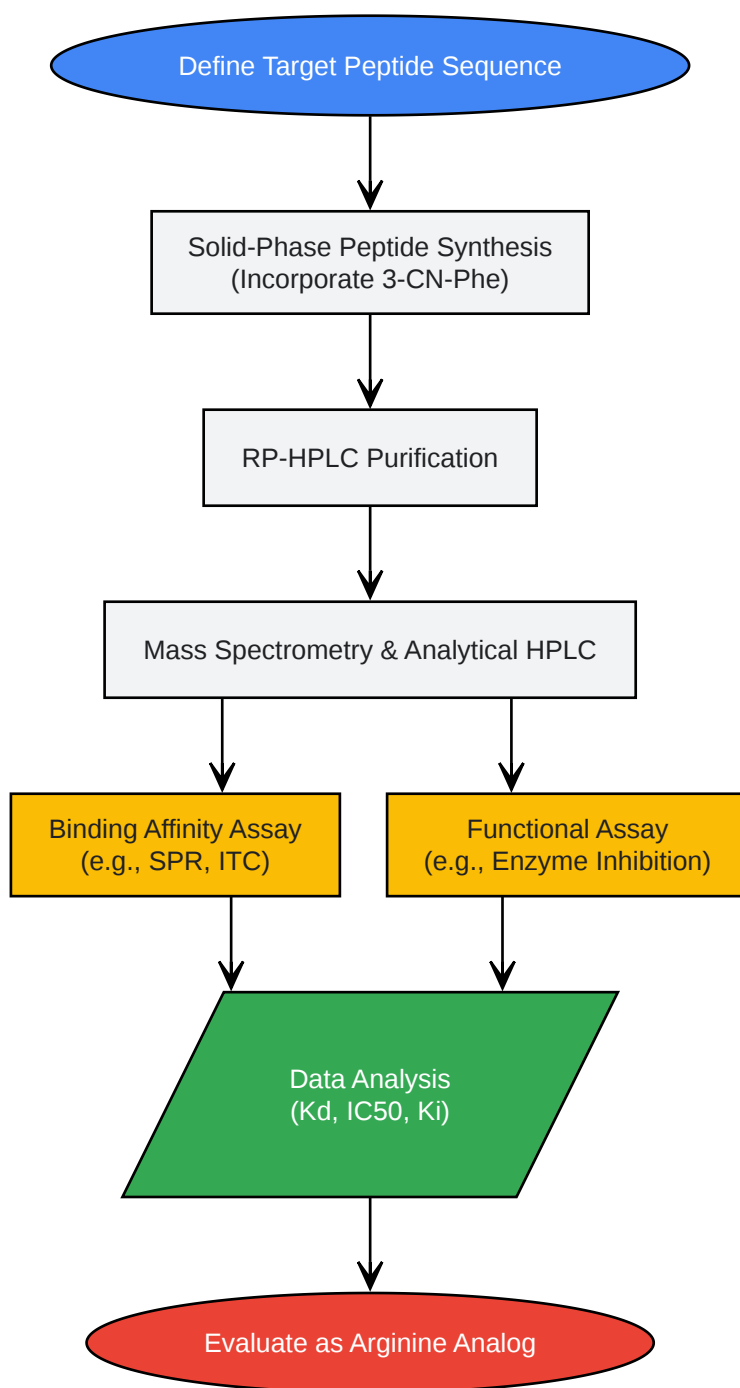 Define Target Peptide Sequence
Solid-Phase Peptide Synthesis
(Incorporate 3-CN-Phe)
RP-HPLC Purification
Mass Spectrometry & Analytical HPLC
Binding Affinity Assay
(e.g., SPR, ITC)
Functional Assay
(e.g., Enzyme Inhibition)
Data Analysis
(Kd, IC50, Ki)
Evaluate as Arginine Analog